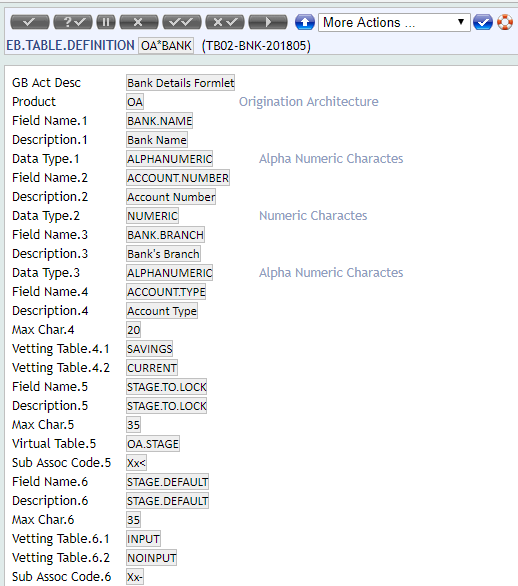 More Actions ...
EB.TABLE.DEFINITION OA*BANK (TB02-BNK-201805)
GB Act Desc Bank Details Formlet
Product OA Origination Architecture
Field Name.1 BANK.NAME
Description.1 Bank Name
Data Type.1 ALPHANUMERIC Alpha Numeric Charactes
Field Name.2 ACCOUNT.NUMBER
Description.2 Account Number
Data Type.2 NUMERIC Numeric Charactes
Field Name.3 BANK.BRANCH
Description.3 Bank's Branch
Data Type.3 ALPHANUMERIC Alpha Numeric Charactes
Field Name.4 ACCOUNT.TYPE
Description.4 Account Type
Max Char.4 20
Vetting Table.4.1 SAVINGS
Vetting Table.4.2 CURRENT
Field Name.5 STAGE.TO.LOCK
Description.5 STAGE.TO.LOCK
Max Char.5 35
Virtual Table.5 OA.STAGE
Sub Assoc Code.5 Xx<
Field Name.6 STAGE.DEFAULT
Description.6 STAGE.DEFAULT
Max Char.6 35
Vetting Table.6.1 INPUT
Vetting Table.6.2 NOINPUT
Sub Assoc Code.6 Xx-